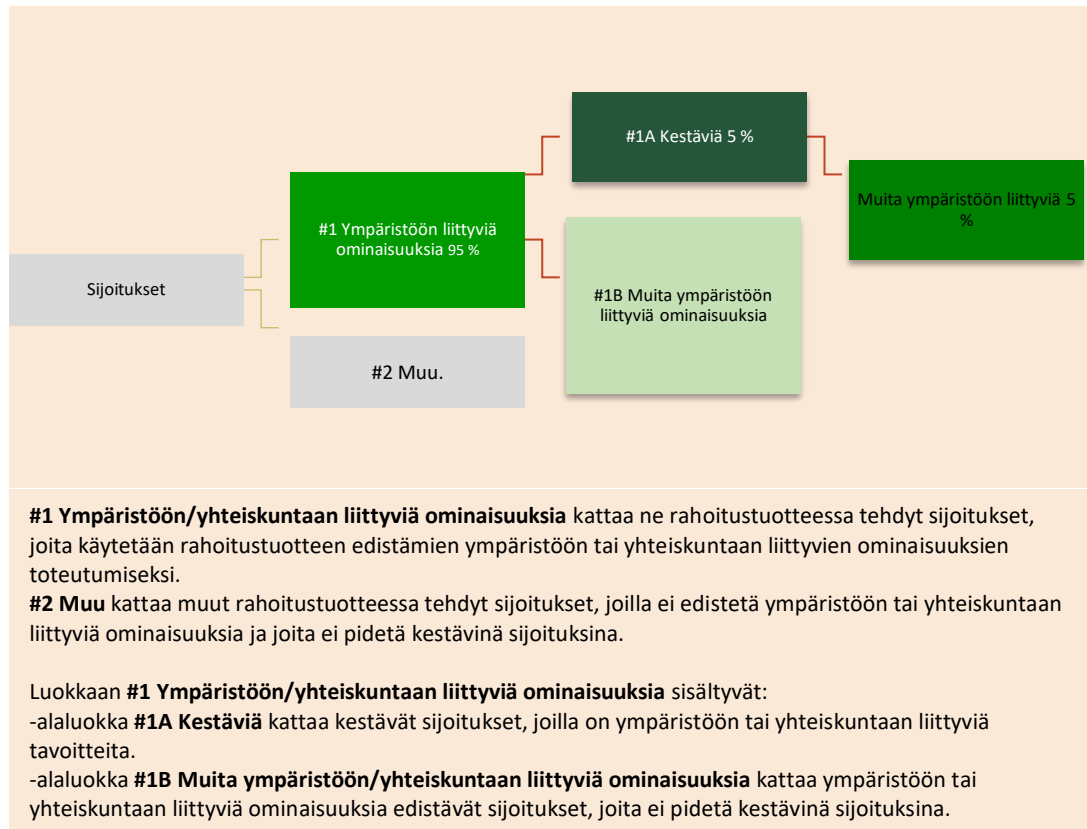 #1A Kestäviä 5 %
Muita ympäristöön liittyviä 5
%
#1 Ympäristöön liittyviä
ominaisuuksia 95 %
Sijoitukset
#1B Muita ympäristöön
liittyviä ominaisuuksia
#2 Muu.
#1 Ympäristöön/yhteiskuntaan liittyviä ominaisuuksia kattaa ne rahoitustuotteessa tehdyt sijoitukset,
joita käytetään rahoitustuotteen edistämien ympäristöön tai yhteiskuntaan liittyvien ominaisuuksien
toteutumiseksi.
#2 Muu kattaa muut rahoitustuotteessa tehdyt sijoitukset, joilla ei edistetä ympäristöön tai yhteiskuntaan
liittyviä ominaisuuksia ja joita ei pidetä kestävinä sijoituksina.
Luokkaan #1 Ympäristöön/yhteiskuntaan liittyviä ominaisuuksia sisältyvät:
-alaluokka #1A Kestäviä kattaa kestävät sijoitukset, joilla on ympäristöön tai yhteiskuntaan liittyviä
tavoitteita.
-alaluokka #1B Muita ympäristöön/yhteiskuntaan liittyviä ominaisuuksia kattaa ympäristöön tai
yhteiskuntaan liittyviä ominaisuuksia edistävät sijoitukset, joita ei pidetä kestävinä sijoituksina.